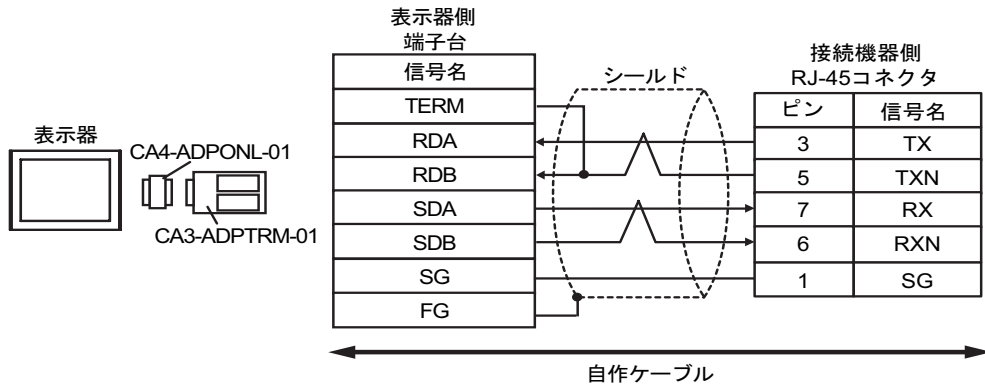 表示器側
端子台
接続機器側
RJ-45コネクタ
シールド
信号名
TERM
RDA
RDB
SDA
SDB
SG
FG
ピン 信号名
3 TX
5 TXN
7 RX
6 RXN
1 SG
表示器
CA4-ADPONL-01
CA3-ADPTRM-01
自作ケーブル